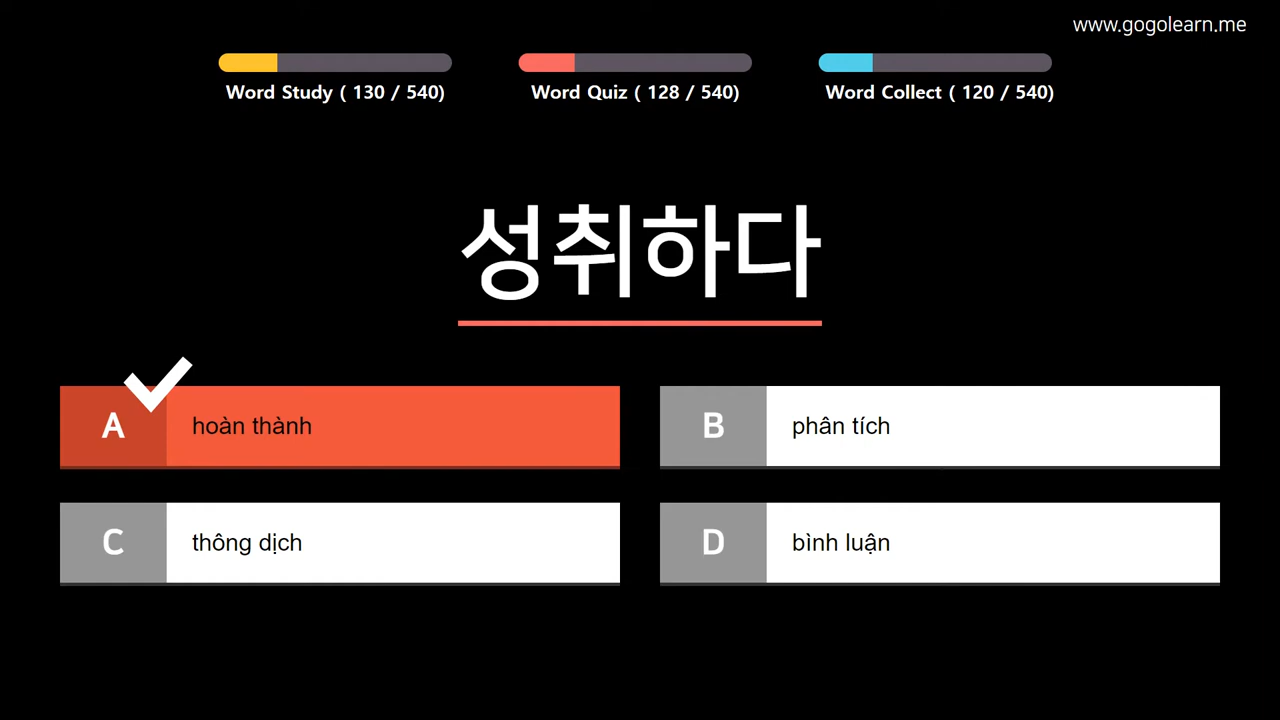 www.gogolearn.me
Word Study ( 130 / 540)
Word Quiz ( 128 / 540)
Word Collect ( 120 / 540)
성취하다
A hoàn thành
B phân tích
C thông dịch
D bình luận